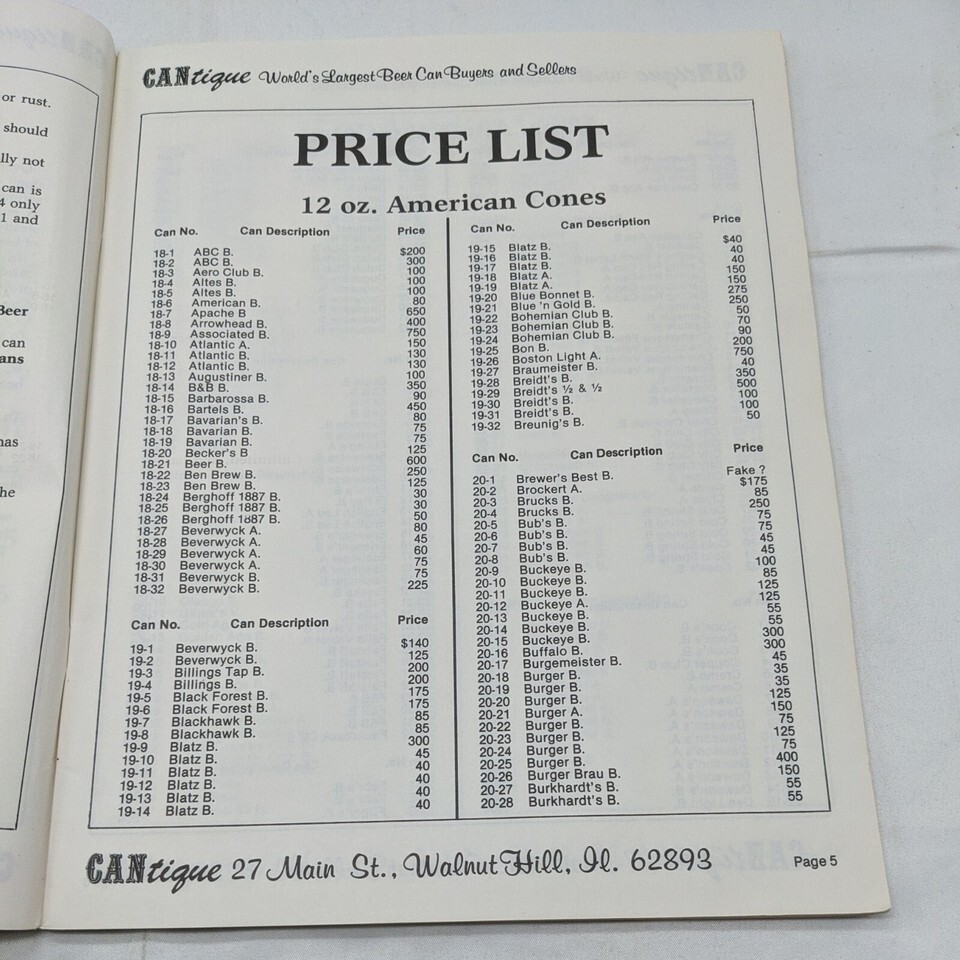 or rust.
should
lly not
can is
4 only
1 and
Beer
can
ans
has
he
CANtique World's Largest Beer Can Buyers and Sellers
PRICE LIST
12 oz. American Cones
Can No. Can Description Price
18-1 ABC B. $200
18-2 ABC B. 300
18-3 Aero Club B. 100
18-4 Altes B. 100
18-5 Altes B. 100
18-6 American B. 80
18-7 Apache B 650
18-8 Arrowhead B. 400
18-9 Associated B. 750
18-10 Atlantic A. 150
18-11 Atlantic B. 130
18-12 Atlantic B. 130
18-13 Augustiner B. 100
18-14 B&B B. 350
18-15 Barbarossa B. 90
18-16 Bartels B. 450
18-17 Bavarian's B. 80
18-18 Bavarian B. 75
18-19 Bavarian B. 75
18-20 Becker's B 125
18-21 Beer B. 600
18-22 Ben Brew B. 250
18-23 Ben Brew B. 125
18-24 Berghoff 1887 B. 30
18-25 Berghoff 1887 B. 30
18-26 Berghoff 1887 B. 50
18-27 Beverwyck A. 80
18-28 Beverwyck A. 45
18-29 Beverwyck A. 60
18-30 Beverwyck A. 75
18-31 Beverwyck B. 75
18-32 Beverwyck B. 225
Can No. Can Description Price
19-1 Beverwyck B. $140
19-2 Beverwyck B. 125
19-3 Billings Tap B. 200
19-4 Billings B. 200
19-5 Black Forest B. 175
19-6 Black Forest B. 175
19-7 Blackhawk B. 85
19-8 Blackhawk B. 85
19-9 Blatz B. 300
19-10 Blatz B. 45
19-11 Blatz B. 40
19-12 Blatz B. 40
19-13 Blatz B. 40
19-14 Blatz B. 40
Can No. Can Description Price
19-15 Blatz B. $40
19-16 Blatz B. 40
19-17 Blatz B. 40
19-18 Blatz A. 150
19-19 Blatz A. 150
19-20 Blue Bonnet B. 275
19-21 Blue 'n Gold B. 250
19-22 Bohemian Club B. 50
19-23 Bohemian Club B. 70
19-24 Bohemian Club B. 90
19-25 Bon B. 200
19-26 Boston Light A. 750
19-27 Braumeister B. 40
19-28 Breidt's B. 350
19-29 Breidt's ½ & ½ 500
19-30 Breidt's B. 100
19-31 Breidt's B. 100
19-32 Breunig's B. 50
Can No. Can Description Price
20-1 Brewer's Best B. Fake ?
20-2 Brockert A. $175
20-3 Brucks B. 85
20-4 Brucks B. 250
20-5 Bub's B. 75
20-6 Bub's B. 75
20-7 Bub's B. 45
20-8 Bub's B. 45
20-9 Buckeye B. 100
20-10 Buckeye B. 85
20-11 Buckeye B. 125
20-12 Buckeye A. 125
20-13 Buckeye B. 55
20-14 Buckeye B. 55
20-15 Buckeye B. 300
20-16 Buffalo B. 300
20-17 Burgemeister B. 45
20-18 Burger B. 35
20-19 Burger B. 35
20-20 Burger B. 125
20-21 Burger A. 150
20-22 Burger B. 75
20-23 Burger B. 125
20-24 Burger B. 75
20-25 Burger B. 400
20-26 Burger Brau B. 150
20-27 Burkhardt's B. 55
20-28 Burkhardt's B. 55
CANtique 27 Main St., Walnut Hill, Il. 62893
Page 5